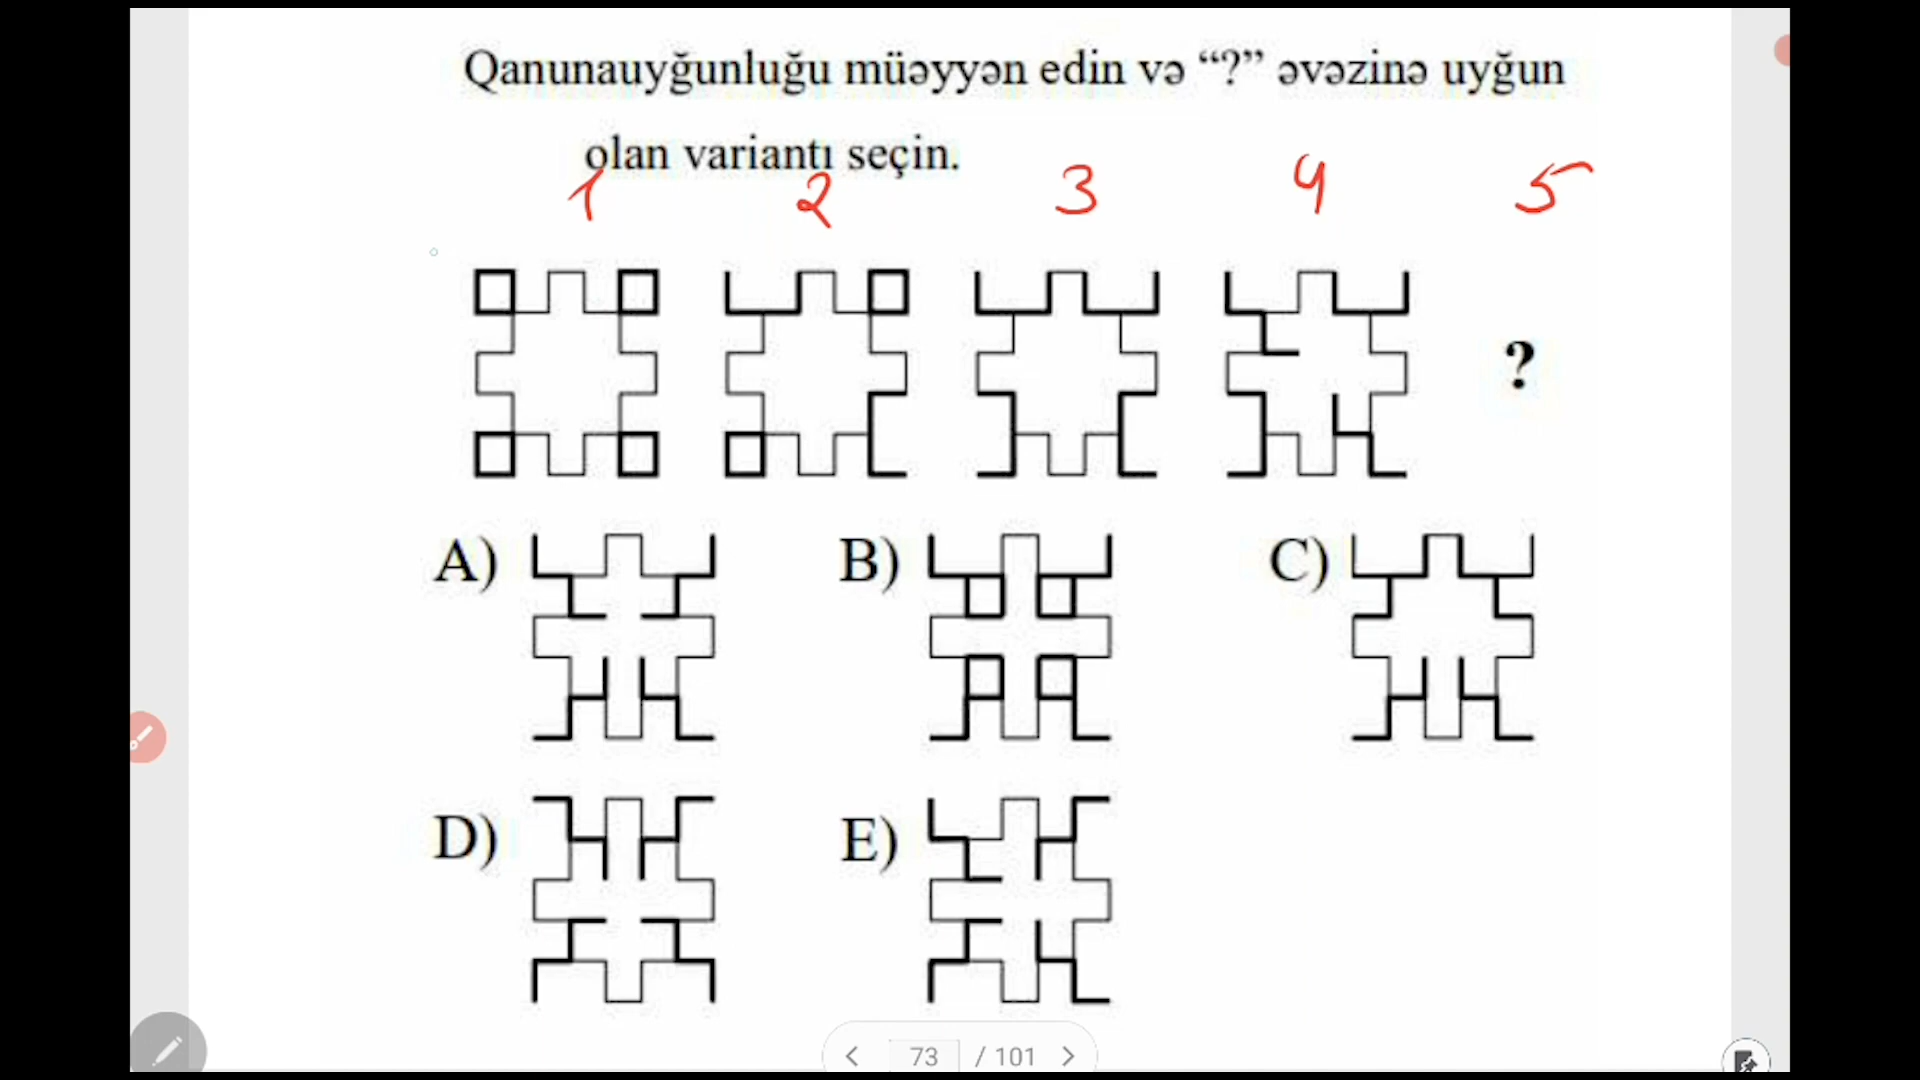 Qanunauyğunluğu müəyyən edin və “?” əvəzinə uyğun
olan variantı seçin.
1 2 3 4 5
?
A) B) C)
D) E)
73 / 101